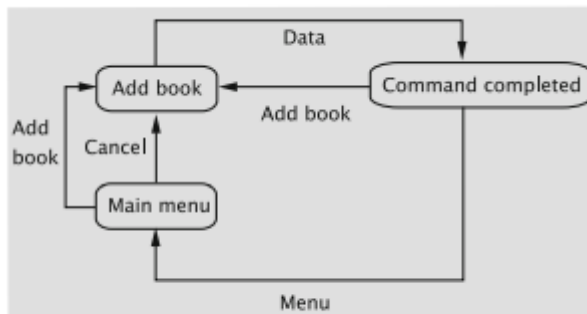 Data
Add book
Command completed
Add book
Add
book
Cancel
Main menu
Menu